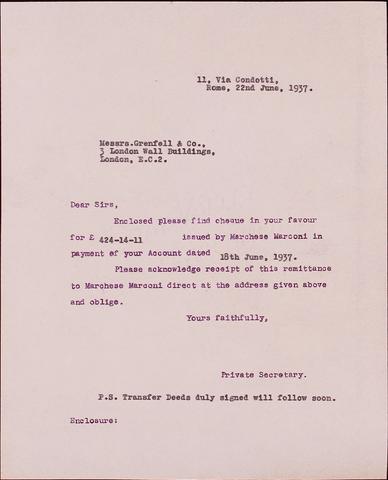 11, Via Condotti,
Rome, 22nd June, 1937.
Messrs.Grenfell & Co.,
3 London Wall Buildings,
London, E.C.2.
Dear Sirs,
Enclosed please find cheque in your favour
for £ 424-14-11 issued by Marchese Marconi in
payment of your Account dated 18th June, 1937.
Please acknowledge receipt of this remittance
to Marchese Marconi direct at the address given above
and oblige.
Yours faithfully,
Private Secretary.
P.S. Transfer Deeds duly signed will follow soon.
Enclosure: